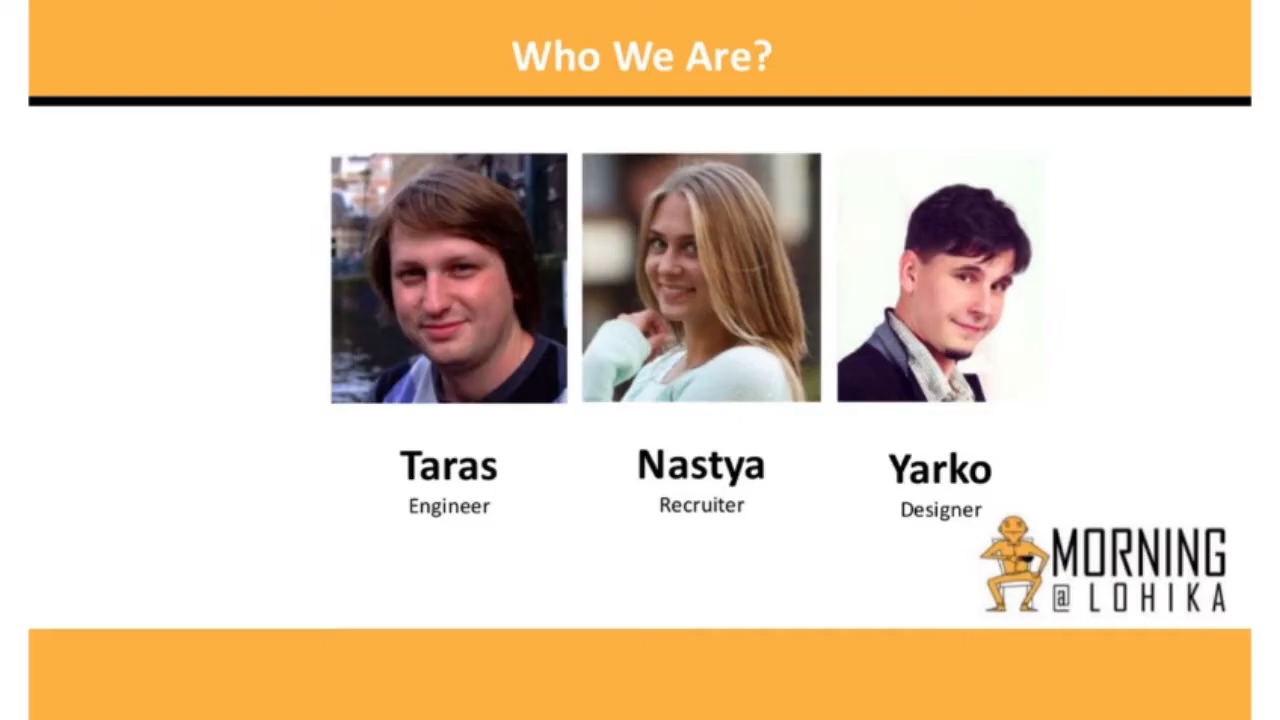 Who We Are?
Taras
Nastya
Yarko
Engineer
Recruiter
Designer
MORNING
@ LOHIKA